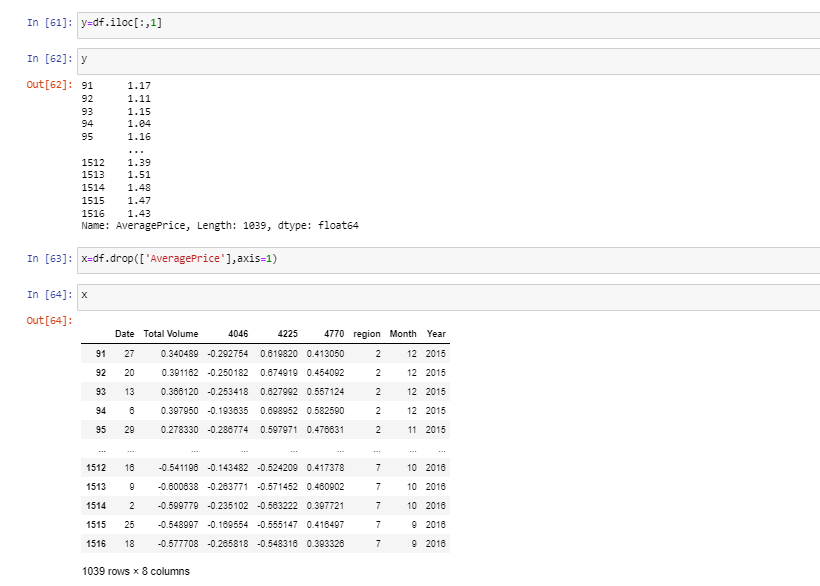 In [61]: y=df.iloc[:,1]
In [62]: y
Out[62]: 91 1.17
92 1.11
93 1.15
94 1.04
95 1.16
...
1512 1.39
1513 1.51
1514 1.48
1515 1.47
1516 1.43
Name: AveragePrice, Length: 1039, dtype: float64
In [63]: x=df.drop(['AveragePrice'],axis=1)
In [64]: x
Out[64]:
Date Total Volume 4046 4225 4770 region Month Year
91 27 0.340489 -0.292754 0.619820 0.413050 2 12 2015
92 20 0.391162 -0.250182 0.674919 0.454092 2 12 2015
93 13 0.366120 -0.253418 0.627992 0.557124 2 12 2015
94 6 0.397950 -0.193635 0.698952 0.582590 2 12 2015
95 29 0.278330 -0.286774 0.597971 0.476631 2 11 2015
... ... ... ... ... ... ... ... ...
1512 16 -0.541196 -0.143482 -0.524209 0.417378 7 10 2016
1513 9 -0.600638 -0.263771 -0.571452 0.460902 7 10 2016
1514 2 -0.599779 -0.235102 -0.563222 0.397721 7 10 2016
1515 25 -0.548997 -0.169554 -0.555147 0.416497 7 9 2016
1516 18 -0.577708 -0.265818 -0.548316 0.393326 7 9 2016
1039 rows × 8 columns